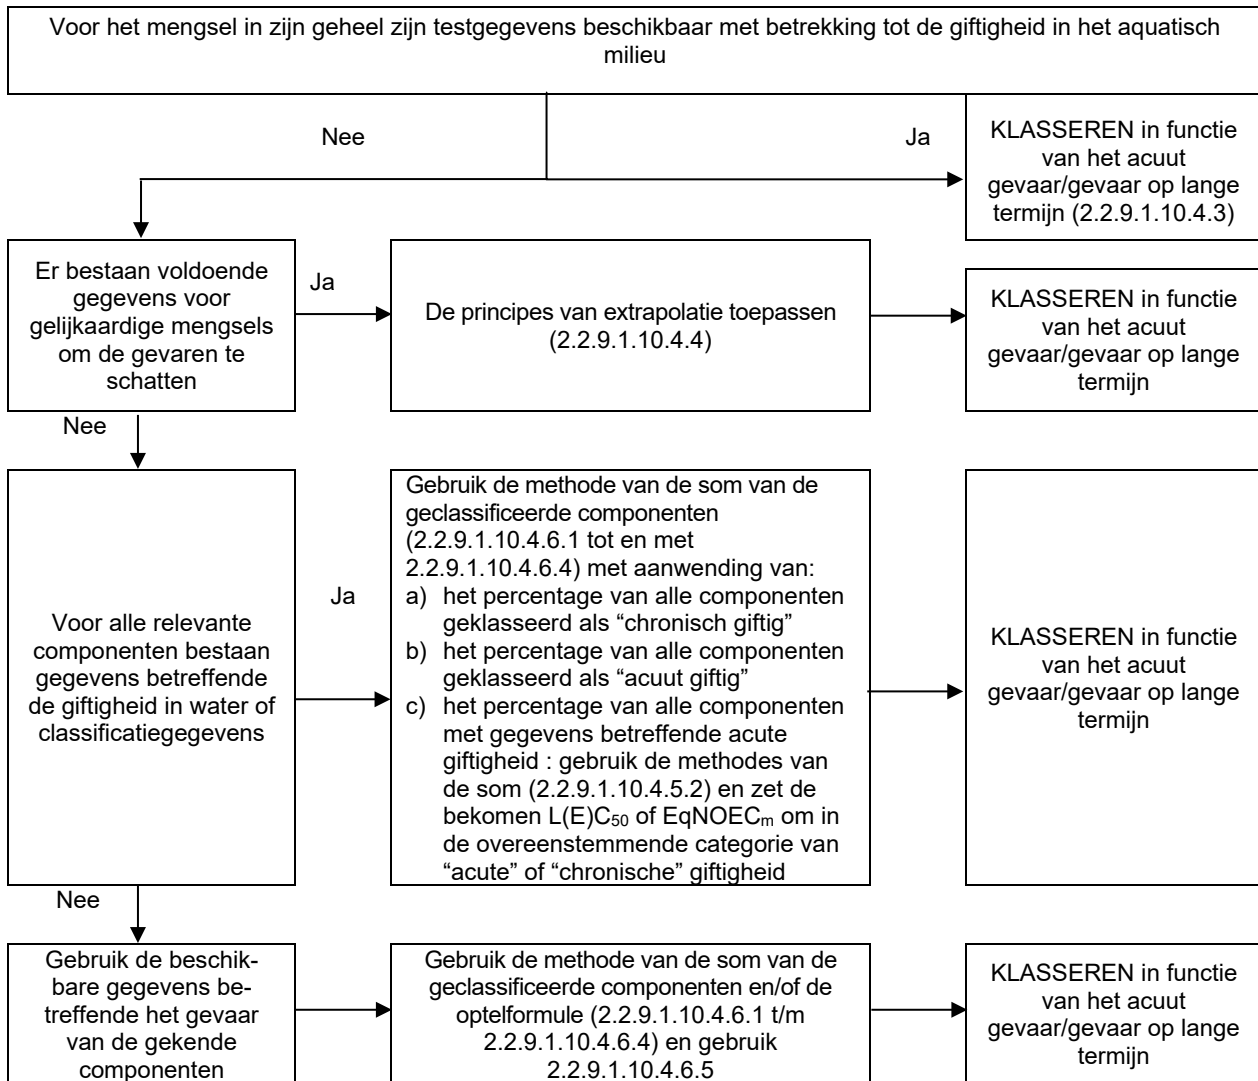 Voor het mengsel in zijn geheel zijn testgegevens beschikbaar met betrekking tot de giftigheid in het aquatisch
milieu
Nee
Ja
KLASSEREN in functie
van het acuut
gevaar/gevaar op lange
termijn (2.2.9.1.10.4.3)
Er bestaan voldoende
gegevens voor
gelijkaardige mengsels
om de gevaren te
schatten
Ja
De principes van extrapolatie toepassen
(2.2.9.1.10.4.4)
KLASSEREN in functie
van het acuut
gevaar/gevaar op lange
termijn
Nee
Voor alle relevante
componenten bestaan
gegevens betreffende
de giftigheid in water of
classificatiegegevens
Ja
Gebruik de methode van de som van de
geclassificeerde componenten
(2.2.9.1.10.4.6.1 tot en met
2.2.9.1.10.4.6.4) met aanwending van:
a) het percentage van alle componenten
geklasseerd als “chronisch giftig”
b) het percentage van alle componenten
geklasseerd als “acuut giftig”
c) het percentage van alle componenten
met gegevens betreffende acute
giftigheid : gebruik de methodes van
de som (2.2.9.1.10.4.5.2) en zet de
bekomen L(E)C₅₀ of EqNOECₘ om in
de overeenstemmende categorie van
“acute” of “chronische” giftigheid
KLASSEREN in functie
van het acuut
gevaar/gevaar op lange
termijn
Nee
Gebruik de beschik-
bare gegevens be-
treffende het gevaar
van de gekende
componenten
Gebruik de methode van de som van de
geclassificeerde componenten en/of de
optelformule (2.2.9.1.10.4.6.1 t/m
2.2.9.1.10.4.6.4) en gebruik
2.2.9.1.10.4.6.5
KLASSEREN in functie
van het acuut
gevaar/gevaar op lange
termijn